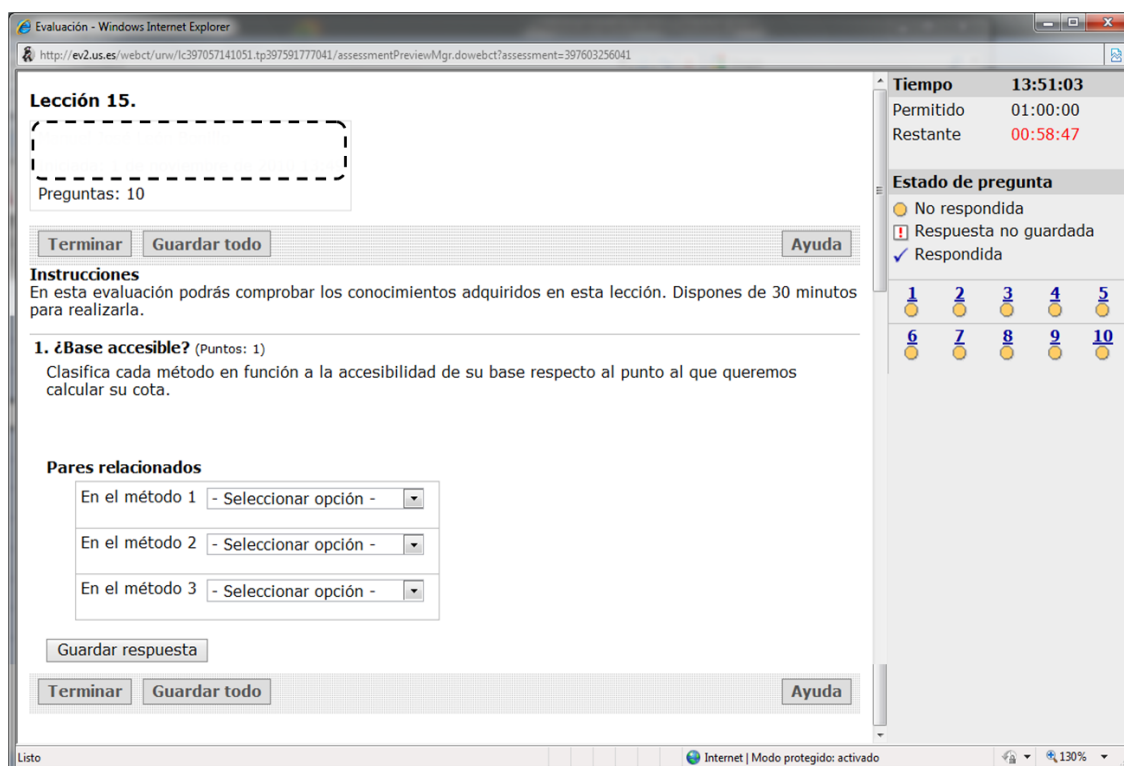 Evaluación - Windows Internet Explorer
http://ev2.us.es/webct/urw/lc397057141051.tp397591777041/assessmentPreviewMgr.dowebct?assessment=397603256041
Lección 15.
Preguntas: 10
Terminar Guardar todo Ayuda
Instrucciones
En esta evaluación podrás comprobar los conocimientos adquiridos en esta lección. Dispones de 30 minutos
para realizarla.
1. ¿Base accesible? (Puntos: 1)
Clasifica cada método en función a la accesibilidad de su base respecto al punto al que queremos
calcular su cota.
Pares relacionados
En el método 1 - Seleccionar opción -
En el método 2 - Seleccionar opción -
En el método 3 - Seleccionar opción -
Guardar respuesta
Terminar Guardar todo Ayuda
Tiempo 13:51:03
Permitido 01:00:00
Restante 00:58:47
Estado de pregunta
No respondida
Respuesta no guardada
Respondida
1 2 3 4 5
6 7 8 9 10
Listo Internet | Modo protegido: activado 130%